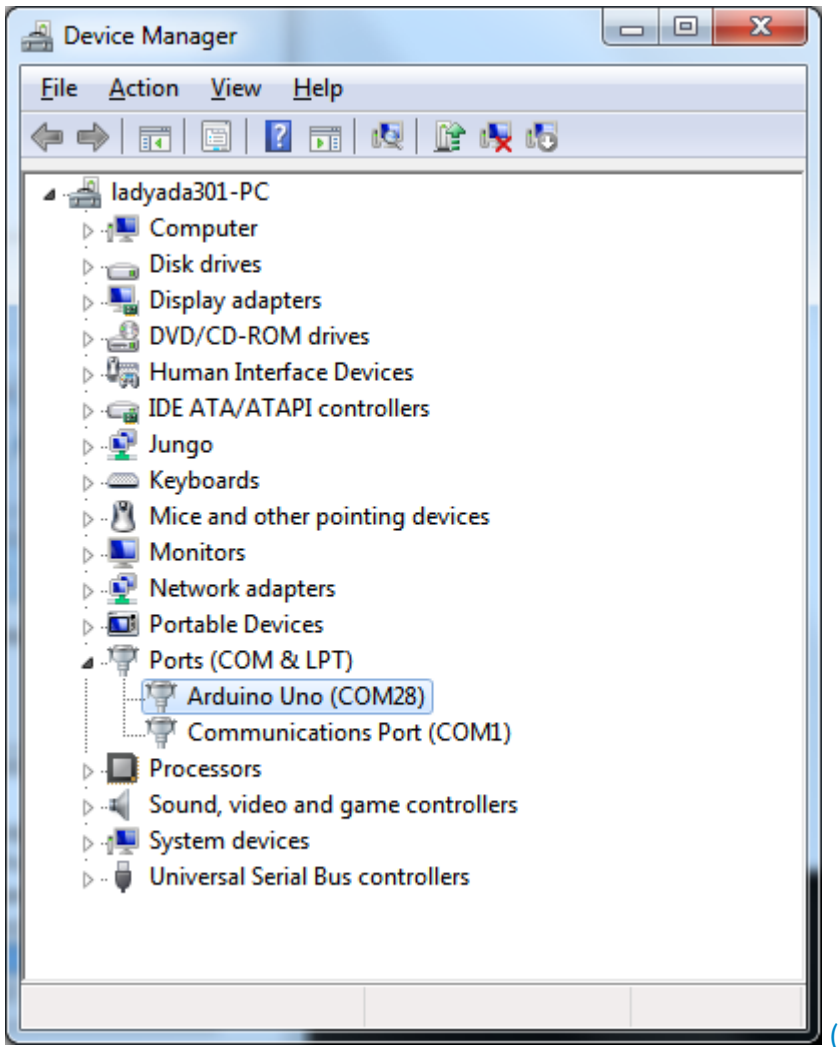 Device Manager
File Action View Help
ladyada301-PC
Computer
Disk drives
Display adapters
DVD/CD-ROM drives
Human Interface Devices
IDE ATA/ATAPI controllers
Jungo
Keyboards
Mice and other pointing devices
Monitors
Network adapters
Portable Devices
Ports (COM & LPT)
Arduino Uno (COM28)
Communications Port (COM1)
Processors
Sound, video and game controllers
System devices
Universal Serial Bus controllers
(